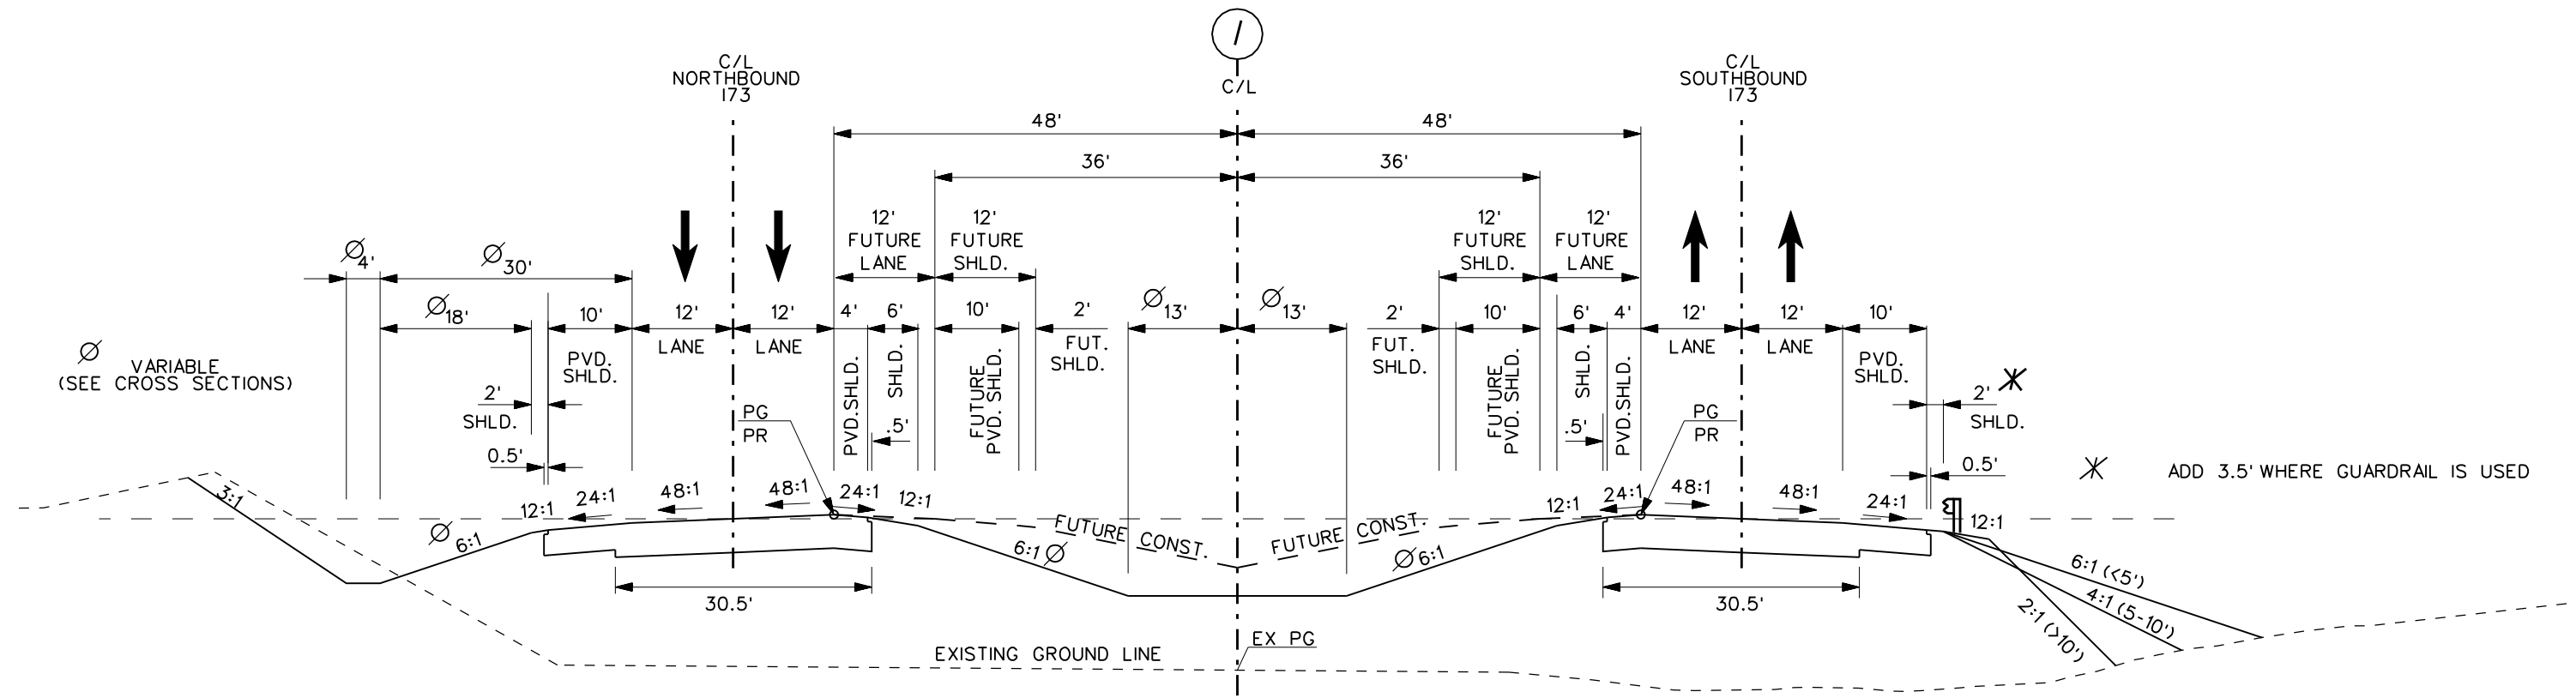 /
C/L
C/L
NORTHBOUND
I73
C/L
SOUTHBOUND
I73
48'
48'
36'
36'
12'
FUTURE
LANE
12'
FUTURE
SHLD.
12'
FUTURE
SHLD.
12'
FUTURE
LANE
Ø 4'
Ø 30'
Ø 18'
10'
12'
12'
4'
6'
10'
2'
Ø 13'
Ø 13'
2'
10'
6'
4'
12'
12'
10'
LANE
LANE
LANE
LANE
PVD.
SHLD.
PVD.SHLD.
SHLD.
FUTURE
PVD. SHLD.
FUT.
SHLD.
FUT.
SHLD.
FUTURE
PVD. SHLD.
SHLD.
PVD.SHLD.
PVD.
SHLD.
Ø VARIABLE
(SEE CROSS SECTIONS)
2'
SHLD.
2'
SHLD.
PG
PR
PG
PR
.5'
.5'
0.5'
0.5'
ADD 3.5' WHERE GUARDRAIL IS USED
3:1
Ø 6:1
12:1
24:1
48:1
48:1
24:1
12:1
12:1
24:1
48:1
48:1
24:1
12:1
FUTURE CONST.
FUTURE CONST.
6:1 Ø
Ø 6:1
30.5'
30.5'
6:1 (<5')
4:1 (5-10')
2:1 (>10')
EX PG
EXISTING GROUND LINE